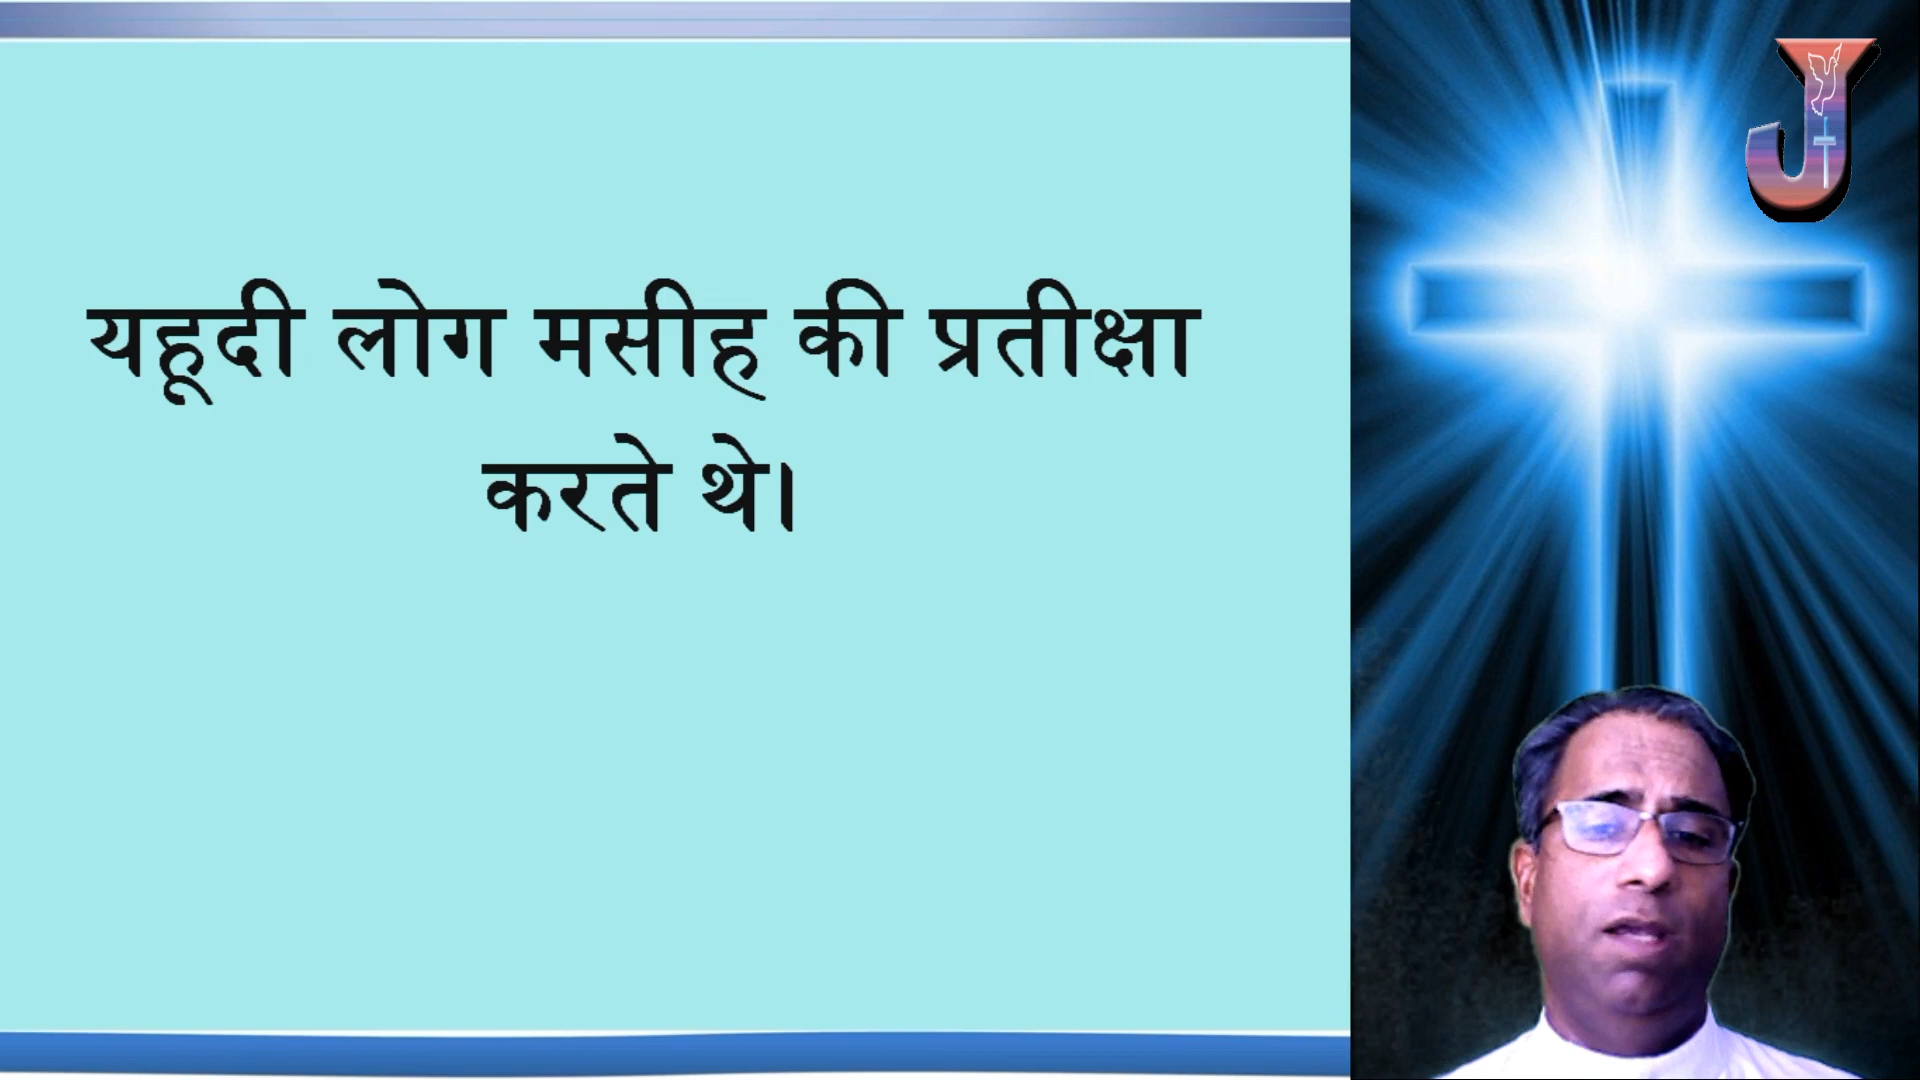 यहूदी लोग मसीह की प्रतीक्षा
करते थे।